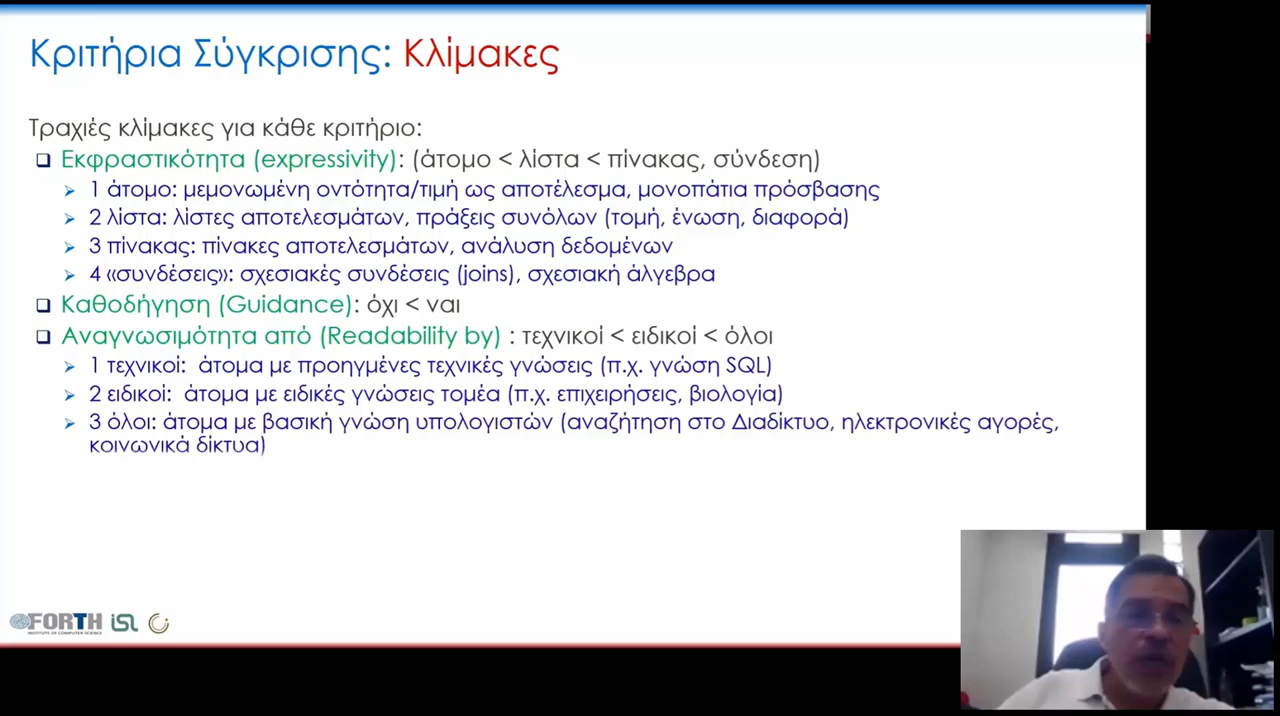 Κριτήρια Σύγκρισης: Κλίμακες
Τραχιές κλίμακες για κάθε κριτήριο:
Εκφραστικότητα (expressivity): (άτομο < λίστα < πίνακας, σύνδεση)
1 άτομο: μεμονωμένη οντότητα/τιμή ως αποτέλεσμα, μονοπάτια πρόσβασης
2 λίστα: λίστες αποτελεσμάτων, πράξεις συνόλων (τομή, ένωση, διαφορά)
3 πίνακας: πίνακες αποτελεσμάτων, ανάλυση δεδομένων
4 «συνδέσεις»: σχεσιακές συνδέσεις (joins), σχεσιακή άλγεβρα
Καθοδήγηση (Guidance): όχι < ναι
Αναγνωσιμότητα από (Readability by) : τεχνικοί < ειδικοί < όλοι
1 τεχνικοί: άτομα με προηγμένες τεχνικές γνώσεις (π.χ. γνώση SQL)
2 ειδικοί: άτομα με ειδικές γνώσεις τομέα (π.χ. επιχειρήσεις, βιολογία)
3 όλοι: άτομα με βασική γνώση υπολογιστών (αναζήτηση στο Διαδίκτυο, ηλεκτρονικές αγορές,
κοινωνικά δίκτυα)
FORTH isl
INSTITUTE OF COMPUTER SCIENCE